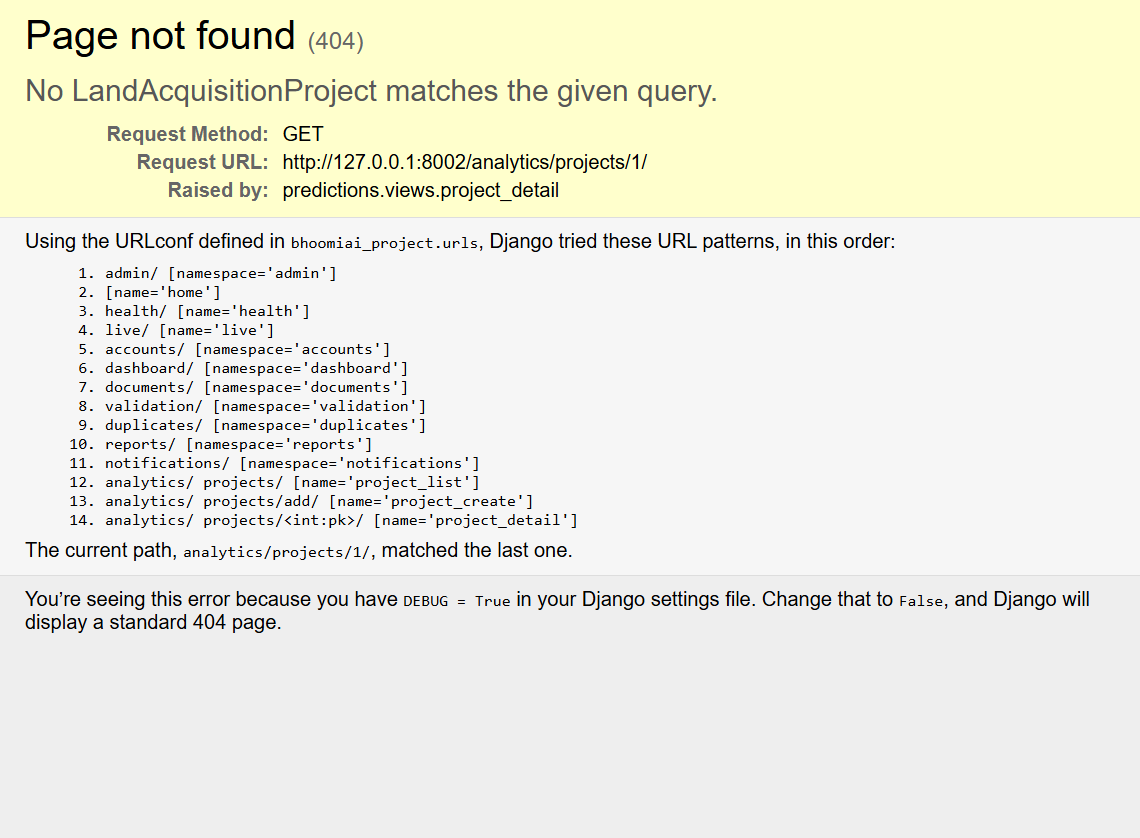 Page not found (404)
No LandAcquisitionProject matches the given query.
Request Method: GET
Request URL: http://127.0.0.1:8002/analytics/projects/1/
Raised by: predictions.views.project_detail
Using the URLconf defined in bhoomiai_project.urls, Django tried these URL patterns, in this order:
1. admin/ [namespace='admin']
2. [name='home']
3. health/ [name='health']
4. live/ [name='live']
5. accounts/ [namespace='accounts']
6. dashboard/ [namespace='dashboard']
7. documents/ [namespace='documents']
8. validation/ [namespace='validation']
9. duplicates/ [namespace='duplicates']
10. reports/ [namespace='reports']
11. notifications/ [namespace='notifications']
12. analytics/ projects/ [name='project_list']
13. analytics/ projects/add/ [name='project_create']
14. analytics/ projects/<int:pk>/ [name='project_detail']
The current path, analytics/projects/1/, matched the last one.
You’re seeing this error because you have DEBUG = True in your Django settings file. Change that to False, and Django will
display a standard 404 page.